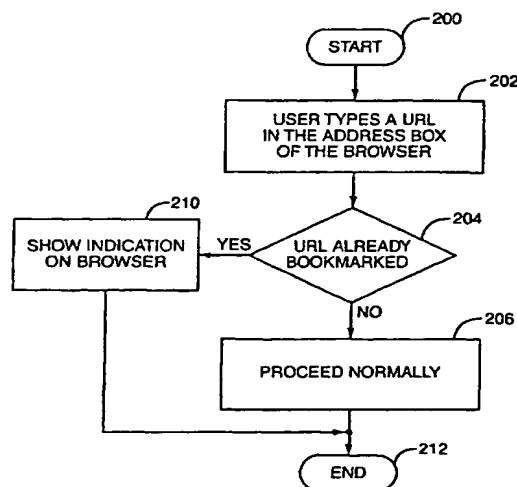 200
START
202
USER TYPES A URL
IN THE ADDRESS BOX
OF THE BROWSER
210
204
SHOW INDICATION
ON BROWSER
YES
URL ALREADY
BOOKMARKED
NO
206
PROCEED NORMALLY
212
END